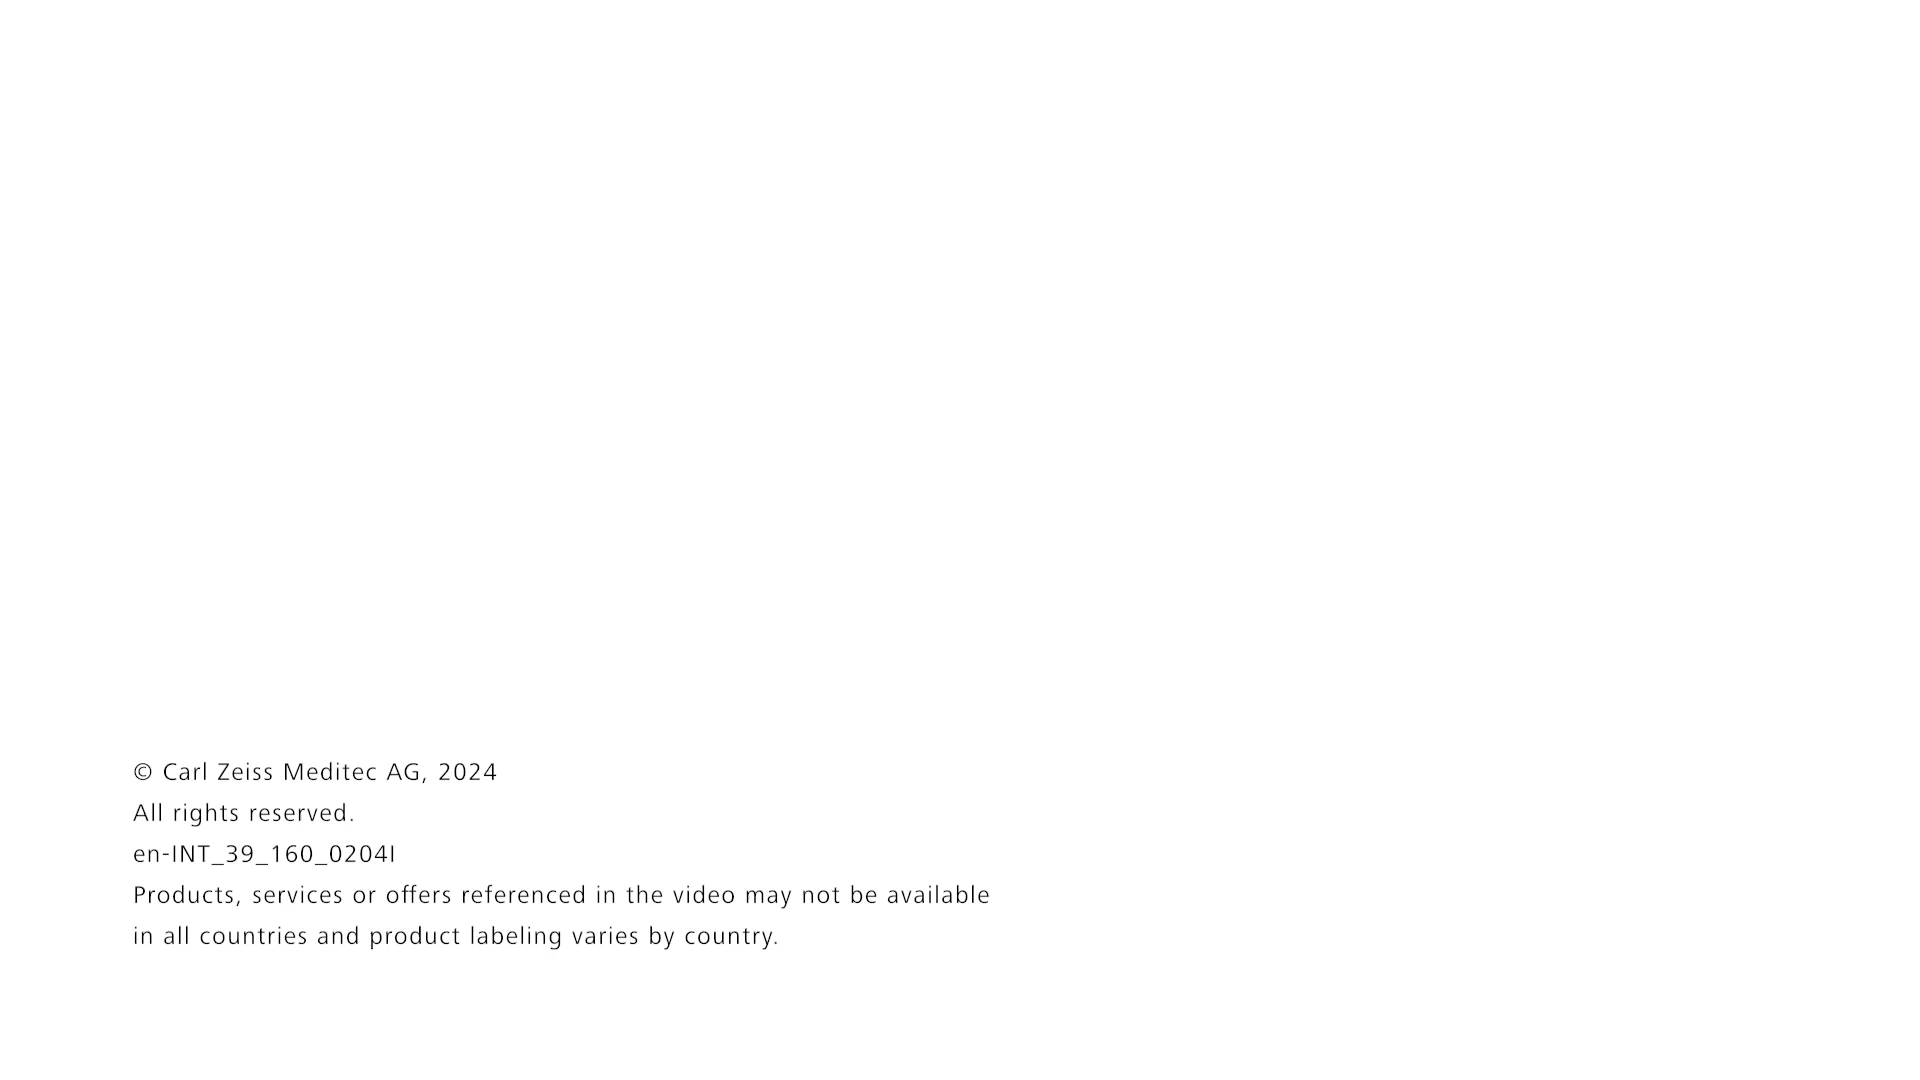 © Carl Zeiss Meditec AG, 2024
All rights reserved.
en-INT_39_160_0204I
Products, services or offers referenced in the video may not be available
in all countries and product labeling varies by country.